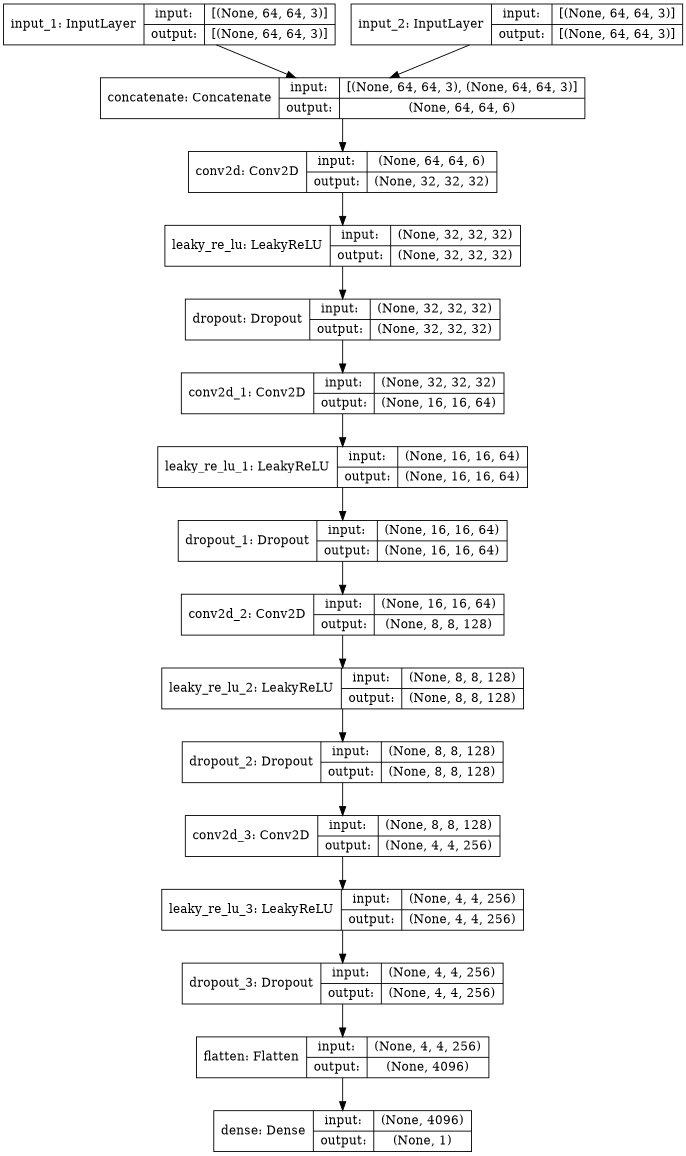 input_1: InputLayer
input: [(None, 64, 64, 3)]
output: [(None, 64, 64, 3)]
input_2: InputLayer
input: [(None, 64, 64, 3)]
output: [(None, 64, 64, 3)]
concatenate: Concatenate
input: [(None, 64, 64, 3), (None, 64, 64, 3)]
output: (None, 64, 64, 6)
conv2d: Conv2D
input: (None, 64, 64, 6)
output: (None, 32, 32, 32)
leaky_re_lu: LeakyReLU
input: (None, 32, 32, 32)
output: (None, 32, 32, 32)
dropout: Dropout
input: (None, 32, 32, 32)
output: (None, 32, 32, 32)
conv2d_1: Conv2D
input: (None, 32, 32, 32)
output: (None, 16, 16, 64)
leaky_re_lu_1: LeakyReLU
input: (None, 16, 16, 64)
output: (None, 16, 16, 64)
dropout_1: Dropout
input: (None, 16, 16, 64)
output: (None, 16, 16, 64)
conv2d_2: Conv2D
input: (None, 16, 16, 64)
output: (None, 8, 8, 128)
leaky_re_lu_2: LeakyReLU
input: (None, 8, 8, 128)
output: (None, 8, 8, 128)
dropout_2: Dropout
input: (None, 8, 8, 128)
output: (None, 8, 8, 128)
conv2d_3: Conv2D
input: (None, 8, 8, 128)
output: (None, 4, 4, 256)
leaky_re_lu_3: LeakyReLU
input: (None, 4, 4, 256)
output: (None, 4, 4, 256)
dropout_3: Dropout
input: (None, 4, 4, 256)
output: (None, 4, 4, 256)
flatten: Flatten
input: (None, 4, 4, 256)
output: (None, 4096)
dense: Dense
input: (None, 4096)
output: (None, 1)